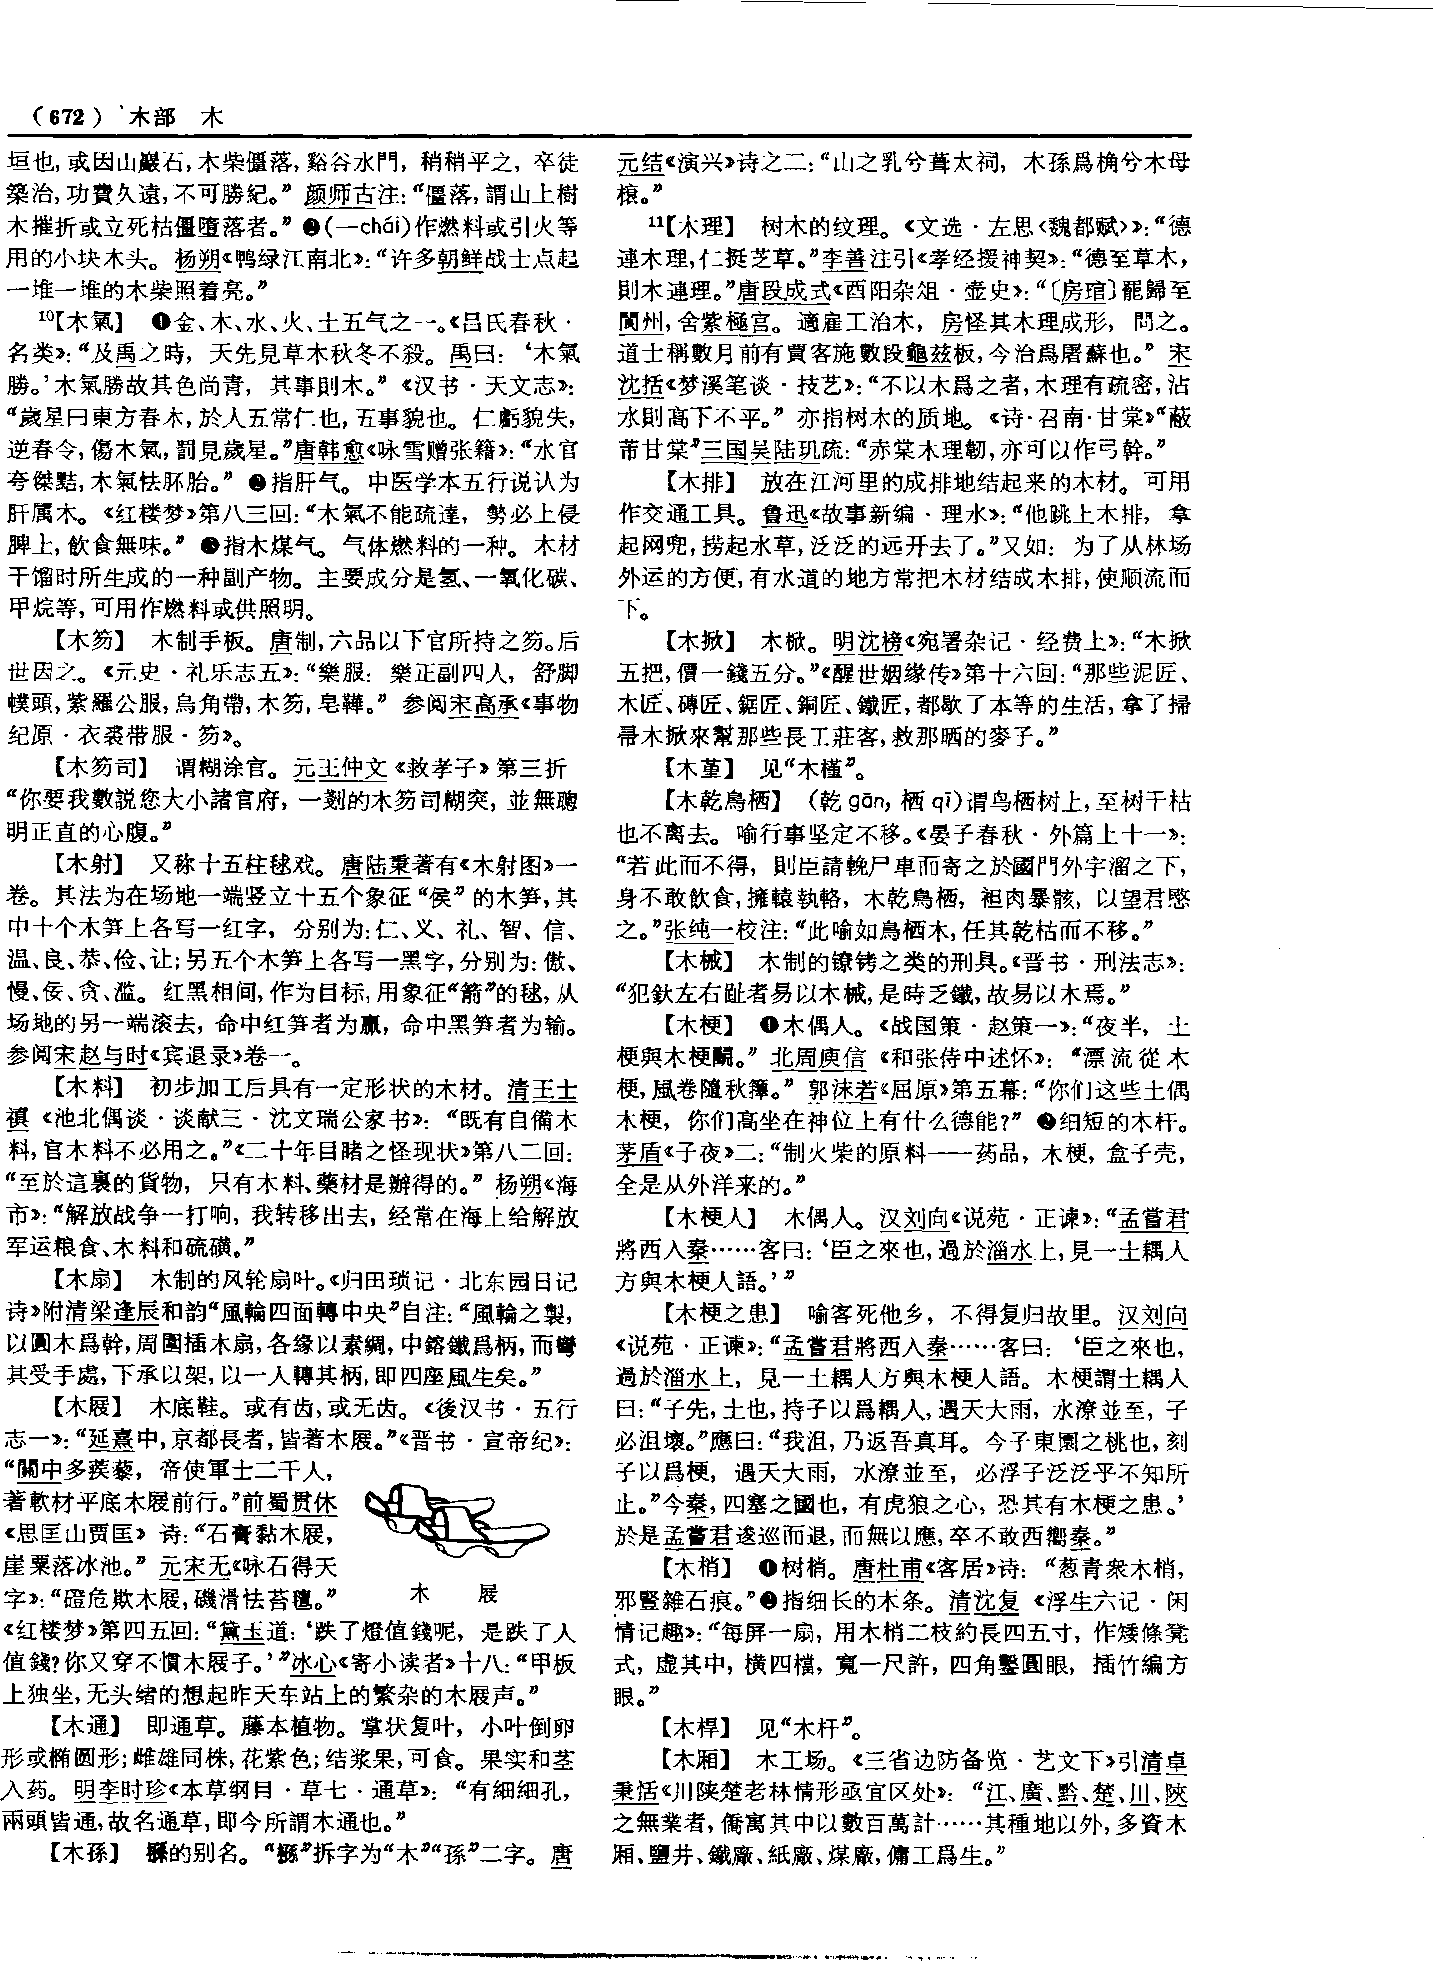 （672） 木部　木
垣也，或因山巖石，木柴僵落，谿谷水門，稍稍平之，卒徒
築治，功費久遠，不可勝紀。”颜师古注：“僵落，謂山上樹
木摧折或立死枯僵墮落者。”❷(一chái)作燃料或引火等
用的小块木头。杨朔《鸭绿江南北》：“许多朝鲜战士点起
一堆一堆的木柴照着亮。”
¹⁰【木氣】　❶金、木、水、火、土五气之一。《吕氏春秋·
名类》：“及禹之時，天先見草木秋冬不殺。禹曰：‘木氣
勝。’木氣勝故其色尚青，其事則木。”《汉书·天文志》：
“歲星曰東方春木，於人五常仁也，五事貌也。仁虧貌失，
逆春令，傷木氣，罰見歲星。”唐韩愈《咏雪赠张籍》：“水官
夸傑黠，木氣怯胚胎。”❷指肝气。中医学本五行说认为
肝属木。《红楼梦》第八三回：“木氣不能疏達，勢必上侵
脾土，飲食無味。”❸指木煤气。气体燃料的一种。木材
干馏时所生成的一种副产物。主要成分是氢、一氧化碳、
甲烷等，可用作燃料或供照明。
【木笏】　木制手板。唐制，六品以下官所持之笏。后
世因之。《元史·礼乐志五》：“樂服：樂正副四人，舒脚
幞頭，紫羅公服，烏角帶，木笏，皂鞾。”参阅宋高承《事物
纪原·衣裘带服·笏》。
【木笏司】　谓糊涂官。元王仲文《救孝子》第三折
“你要我數説您大小諸官府，一剗的木笏司糊突，並無聰
明正直的心腹。”
【木射】　又称十五柱毬戏。唐陆秉著有《木射图》一
卷。其法为在场地一端竖立十五个象征“侯”的木笋，其
中十个木笋上各写一红字，分别为：仁、义、礼、智、信、
温、良、恭、俭、让；另五个木笋上各写一黑字，分别为：傲、
慢、佞、贪、滥。红黑相间，作为目标，用象征“箭”的毬，从
场地的另一端滚去，命中红笋者为赢，命中黑笋者为输。
参阅宋赵与时《宾退录》卷一。
【木料】　初步加工后具有一定形状的木材。清王士
禛《池北偶谈·谈献三·沈文瑞公家书》：“既有自備木
料，官木料不必用之。”《二十年目睹之怪现状》第八二回：
“至於這裏的貨物，只有木料、藥材是辦得的。”杨朔《海
市》：“解放战争一打响，我转移出去，经常在海上给解放
军运粮食、木料和硫磺。”
【木扇】　木制的风轮扇叶。《归田琐记·北东园日记
诗》附清梁逢辰和韵“風輪四面轉中央”自注：“風輪之製，
以圓木爲幹，周圍插木扇，各緣以素綢，中鎔鐵爲柄，而彎
其受手處，下承以架，以一人轉其柄，即四座風生矣。”
【木屐】　木底鞋。或有齿，或无齿。《後汉书·五行
志一》：“延熹中，京都長者，皆著木屐。”《晋书·宣帝纪》：
“關中多蒺藜，帝使軍士二千人，
著軟材平底木屐前行。”前蜀贯休
《思匡山贾匡》诗：“石膏黏木屐，
崖栗落冰池。”元宋无《咏石得天
字》：“磴危欺木屐，磯滑怯苔氈。”
木　屐
《红楼梦》第四五回：“黛玉道：‘跌了燈值錢呢，是跌了人
值錢？你又穿不慣木屐子。’”冰心《寄小读者》十八：“甲板
上独坐，无头绪的想起昨天车站上的繁杂的木屐声。”
【木通】　即通草。藤本植物。掌状复叶，小叶倒卵
形或椭圆形；雌雄同株，花紫色；结浆果，可食。果实和茎
入药。明李时珍《本草纲目·草七·通草》：“有細細孔，
兩頭皆通，故名通草，即今所謂木通也。”
【木孫】　槂的别名。“槂”拆字为“木”“孫”二字。唐
元结《演兴》诗之二：“山之乳兮葺太祠，木孫爲桷兮木母
榱。”
¹¹【木理】　树木的纹理。《文选·左思〈魏都赋〉》：“德
連木理，仁挺芝草。”李善注引《孝经援神契》：“德至草木，
則木連理。”唐段成式《酉阳杂俎·壶史》：“〔房琯〕罷歸至
閬州，舍紫極宮。適雇工治木，房怪其木理成形，問之。
道士稱數月前有賈客施數段龜兹板，今治爲屠蘇也。”宋
沈括《梦溪笔谈·技艺》：“不以木爲之者，木理有疏密，沾
水則高下不平。”亦指树木的质地。《诗·召南·甘棠》“蔽
芾甘棠”三国吴陆玑疏：“赤棠木理韌，亦可以作弓幹。”
【木排】　放在江河里的成排地结起来的木材。可用
作交通工具。鲁迅《故事新编·理水》：“他跳上木排，拿
起网兜，捞起水草，泛泛的远开去了。”又如：为了从林场
外运的方便，有水道的地方常把木材结成木排，使顺流而
下。
【木掀】　木锨。明沈榜《宛署杂记·经费上》：“木掀
五把，價一錢五分。”《醒世姻缘传》第十六回：“那些泥匠、
木匠、磚匠、鋸匠、銅匠、鐵匠，都歇了本等的生活，拿了掃
帚木掀來幫那些長工莊客，救那晒的麥子。”
【木堇】　见“木槿”。
【木乾鳥栖】　(乾 gān，栖 qī)谓鸟栖树上，至树干枯
也不离去。喻行事坚定不移。《晏子春秋·外篇上十一》：
“若此而不得，則臣請輓尸車而寄之於國門外宇溜之下，
身不敢飲食，擁轅執輅，木乾鳥栖，袒肉暴骸，以望君愍
之。”张纯一校注：“此喻如鳥栖木，任其乾枯而不移。”
【木械】　木制的镣铐之类的刑具。《晋书·刑法志》：
“犯釱左右趾者易以木械，是時乏鐵，故易以木焉。”
【木梗】　❶木偶人。《战国策·赵策一》：“夜半，土
梗與木梗鬭。”北周庾信《和张侍中述怀》：“漂流從木
梗，風卷隨秋籜。”郭沫若《屈原》第五幕：“你们这些土偶
木梗，你们高坐在神位上有什么德能？”❷细短的木杆。
茅盾《子夜》二：“制火柴的原料——药品，木梗，盒子壳，
全是从外洋来的。”
【木梗人】　木偶人。汉刘向《说苑·正谏》：“孟嘗君
將西入秦……客曰：‘臣之來也，過於淄水上，見一土耦人
方與木梗人語。’”
【木梗之患】　喻客死他乡，不得复归故里。汉刘向
《说苑·正谏》：“孟嘗君將西入秦……客曰：‘臣之來也，
過於淄水上，見一土耦人方與木梗人語。木梗謂土耦人
曰：“子先，土也，持子以爲耦人，遇天大雨，水潦並至，子
必沮壞。”應曰：“我沮，乃返吾真耳。今子東園之桃也，刻
子以爲梗，遇天大雨，水潦並至，必浮子泛泛乎不知所
止。”今秦，四塞之國也，有虎狼之心，恐其有木梗之患。’
於是孟嘗君逡巡而退，而無以應，卒不敢西嚮秦。”
【木梢】　❶树梢。唐杜甫《客居》诗：“葱青衆木梢，
邪豎雜石痕。”❷指细长的木条。清沈复《浮生六记·闲
情记趣》：“每屏一扇，用木梢二枝約長四五寸，作矮條凳
式，虚其中，橫四檔，寬一尺許，四角鑿圓眼，插竹編方
眼。”
【木桿】　见“木杆”。
【木厢】　木工场。《三省边防备览·艺文下》引清卓
秉恬《川陕楚老林情形亟宜区处》：“江、廣、黔、楚、川、陝
之無業者，僑寓其中以數百萬計……其種地以外，多資木
厢、鹽井、鐵廠、紙廠、煤廠，傭工爲生。”